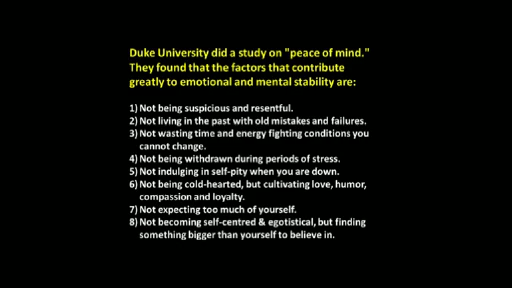 Duke University did a study on "peace of mind."
They found that the factors that contribute
greatly to emotional and mental stability are:
1) Not being suspicious and resentful.
2) Not living in the past with old mistakes and failures.
3) Not wasting time and energy fighting conditions you
cannot change.
4) Not being withdrawn during periods of stress.
5) Not indulging in self-pity when you are down.
6) Not being cold-hearted, but cultivating love, humor,
compassion and loyalty.
7) Not expecting too much of yourself.
8) Not becoming self-centred & egotistical, but finding
something bigger than yourself to believe in.